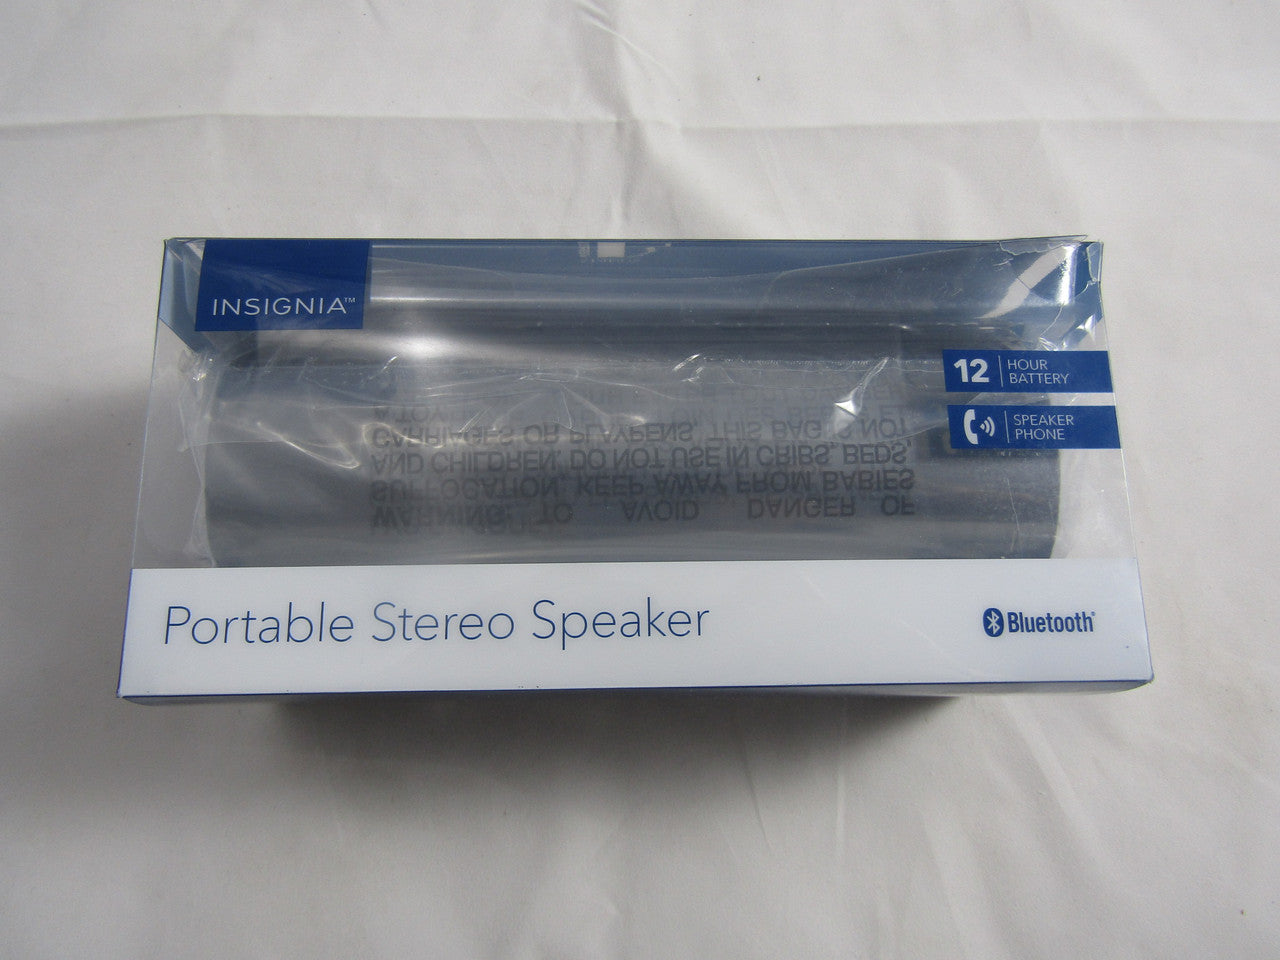 INSIGNIA™
12 HOUR
BATTERY
SPEAKER
PHONE
CARRIAGES OR PLAYPENS. THIS BAG IS NOT
AND CHILDREN. DO NOT USE IN CRIBS, BEDS,
SUFFOCATION, KEEP AWAY FROM BABIES
WARNING: TO AVOID DANGER OF
Portable Stereo Speaker
Bluetooth®